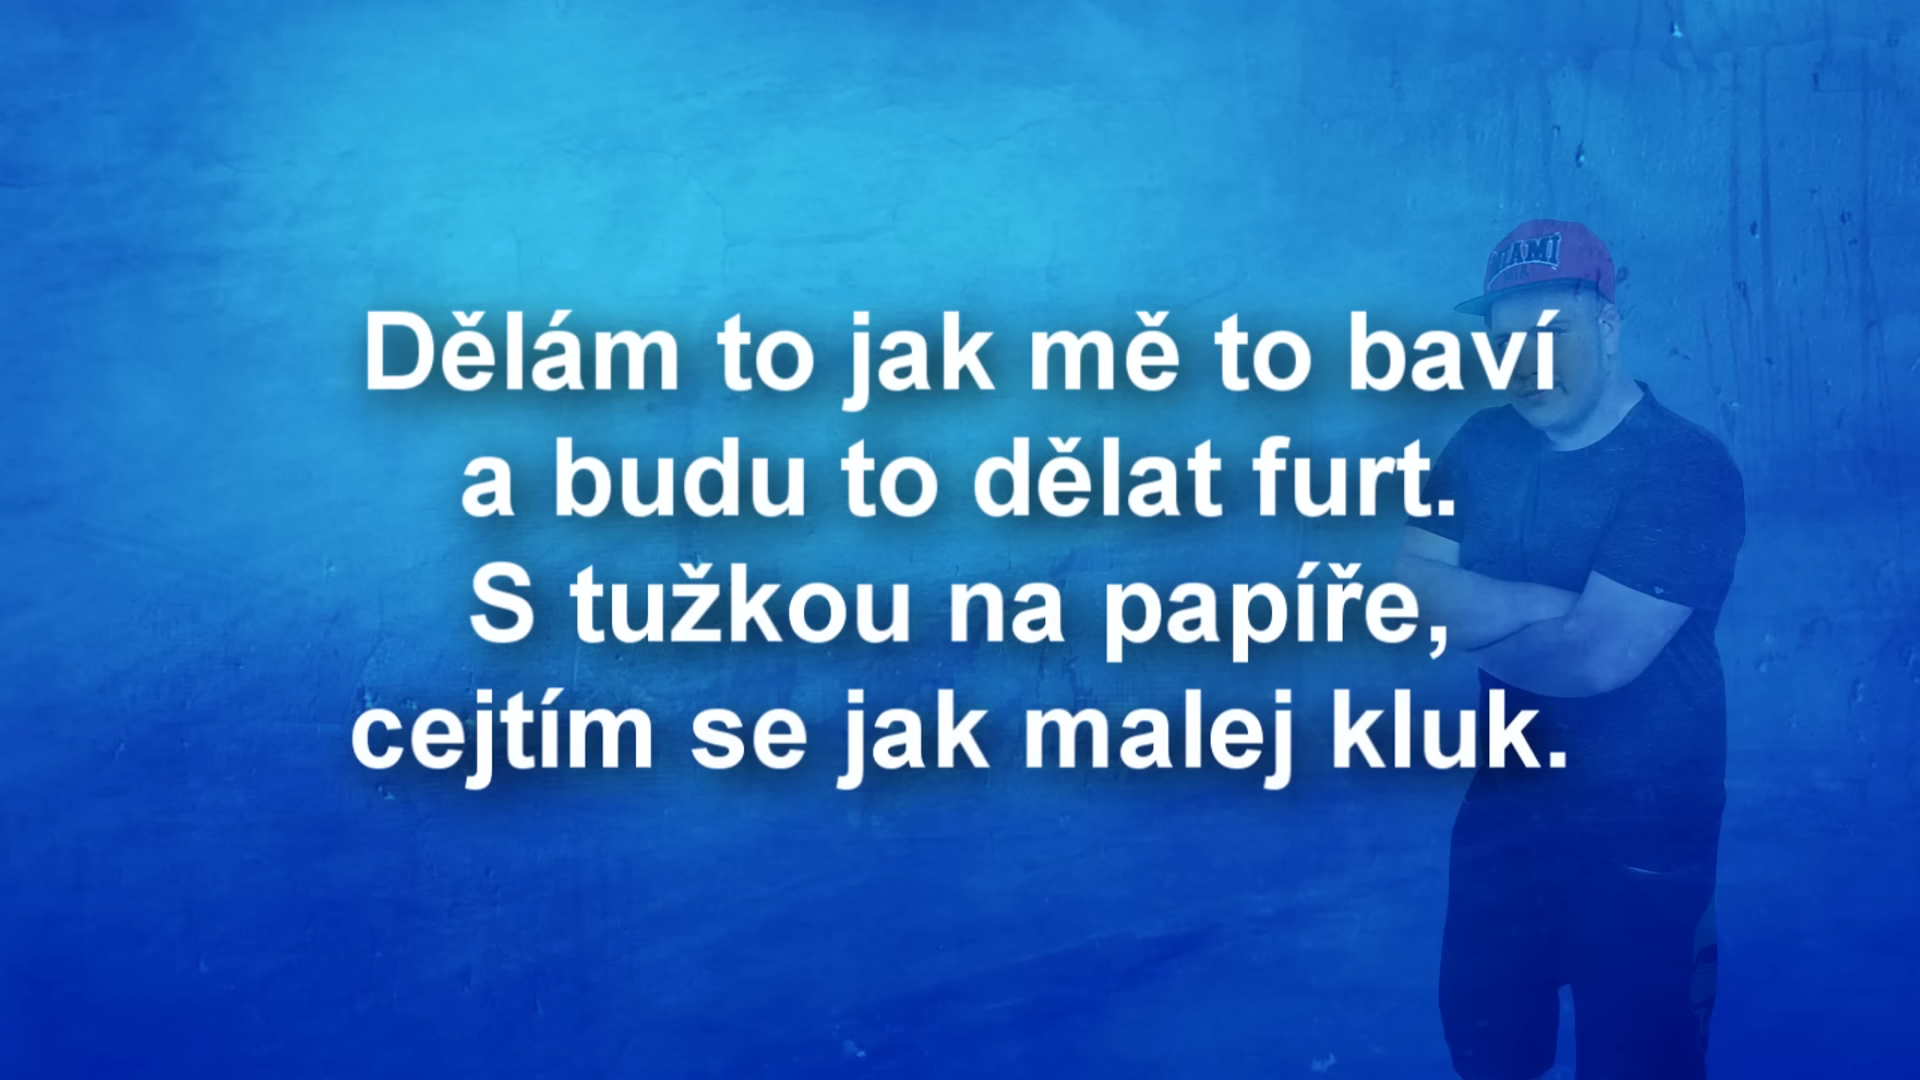 Dělám to jak mě to baví
a budu to dělat furt.
S tužkou na papíře,
cejtím se jak malej kluk.